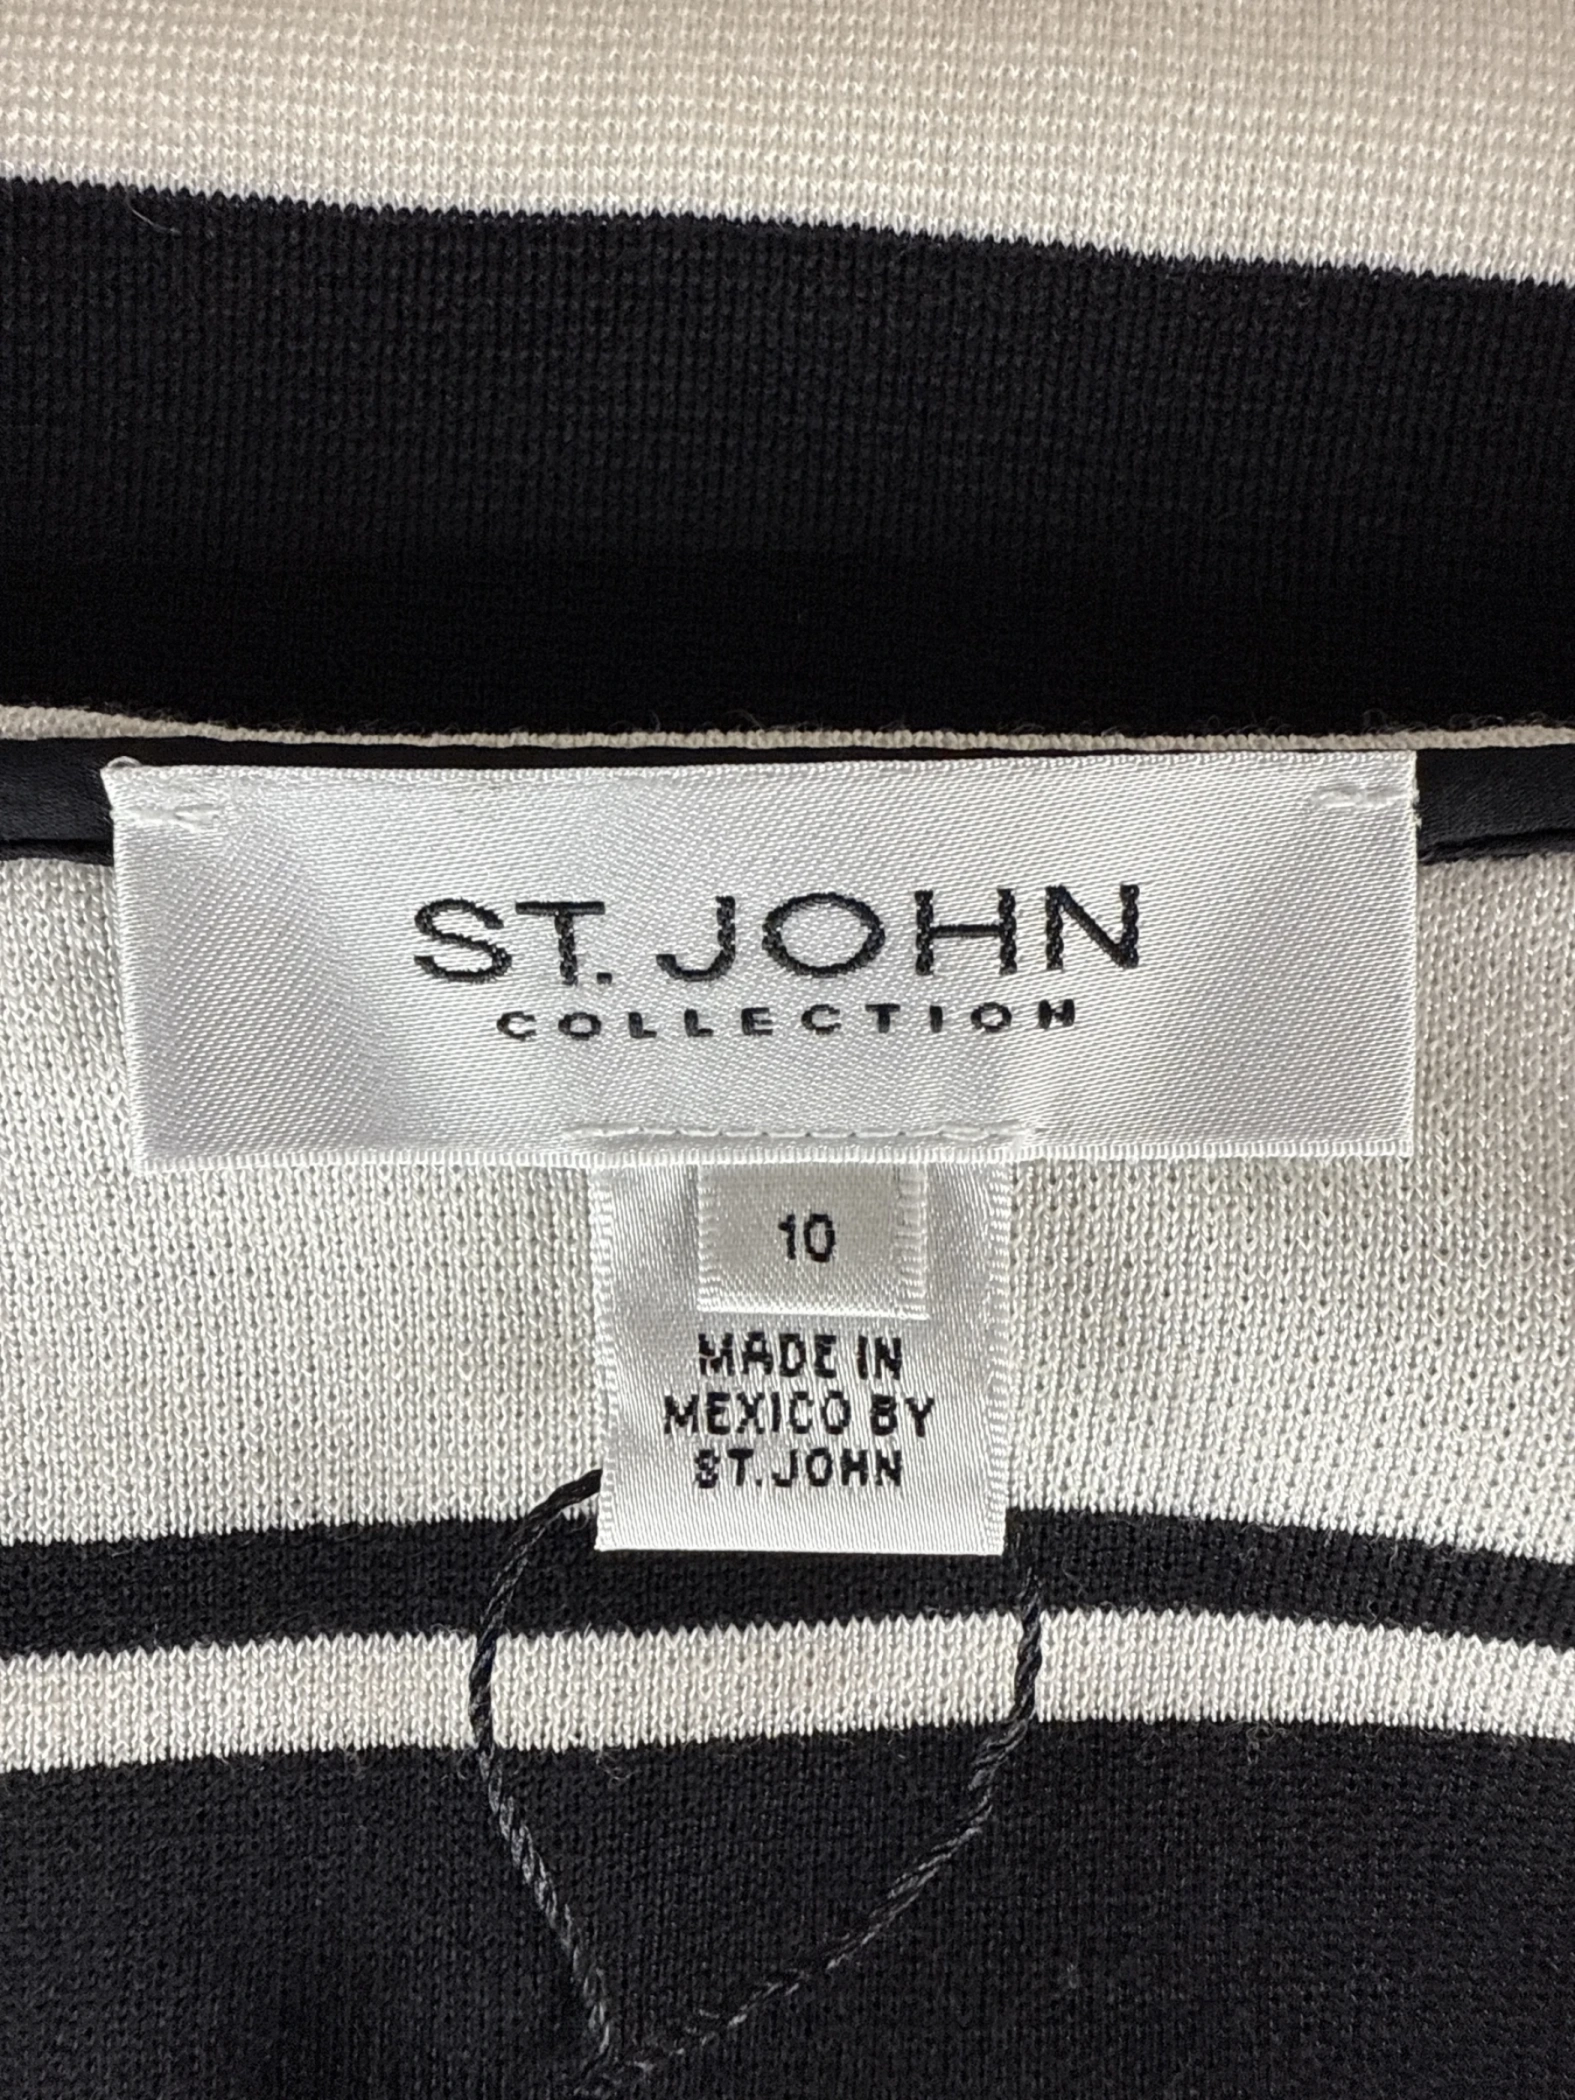 ST. JOHN
COLLECTION
10
MADE IN
MEXICO BY
ST. JOHN